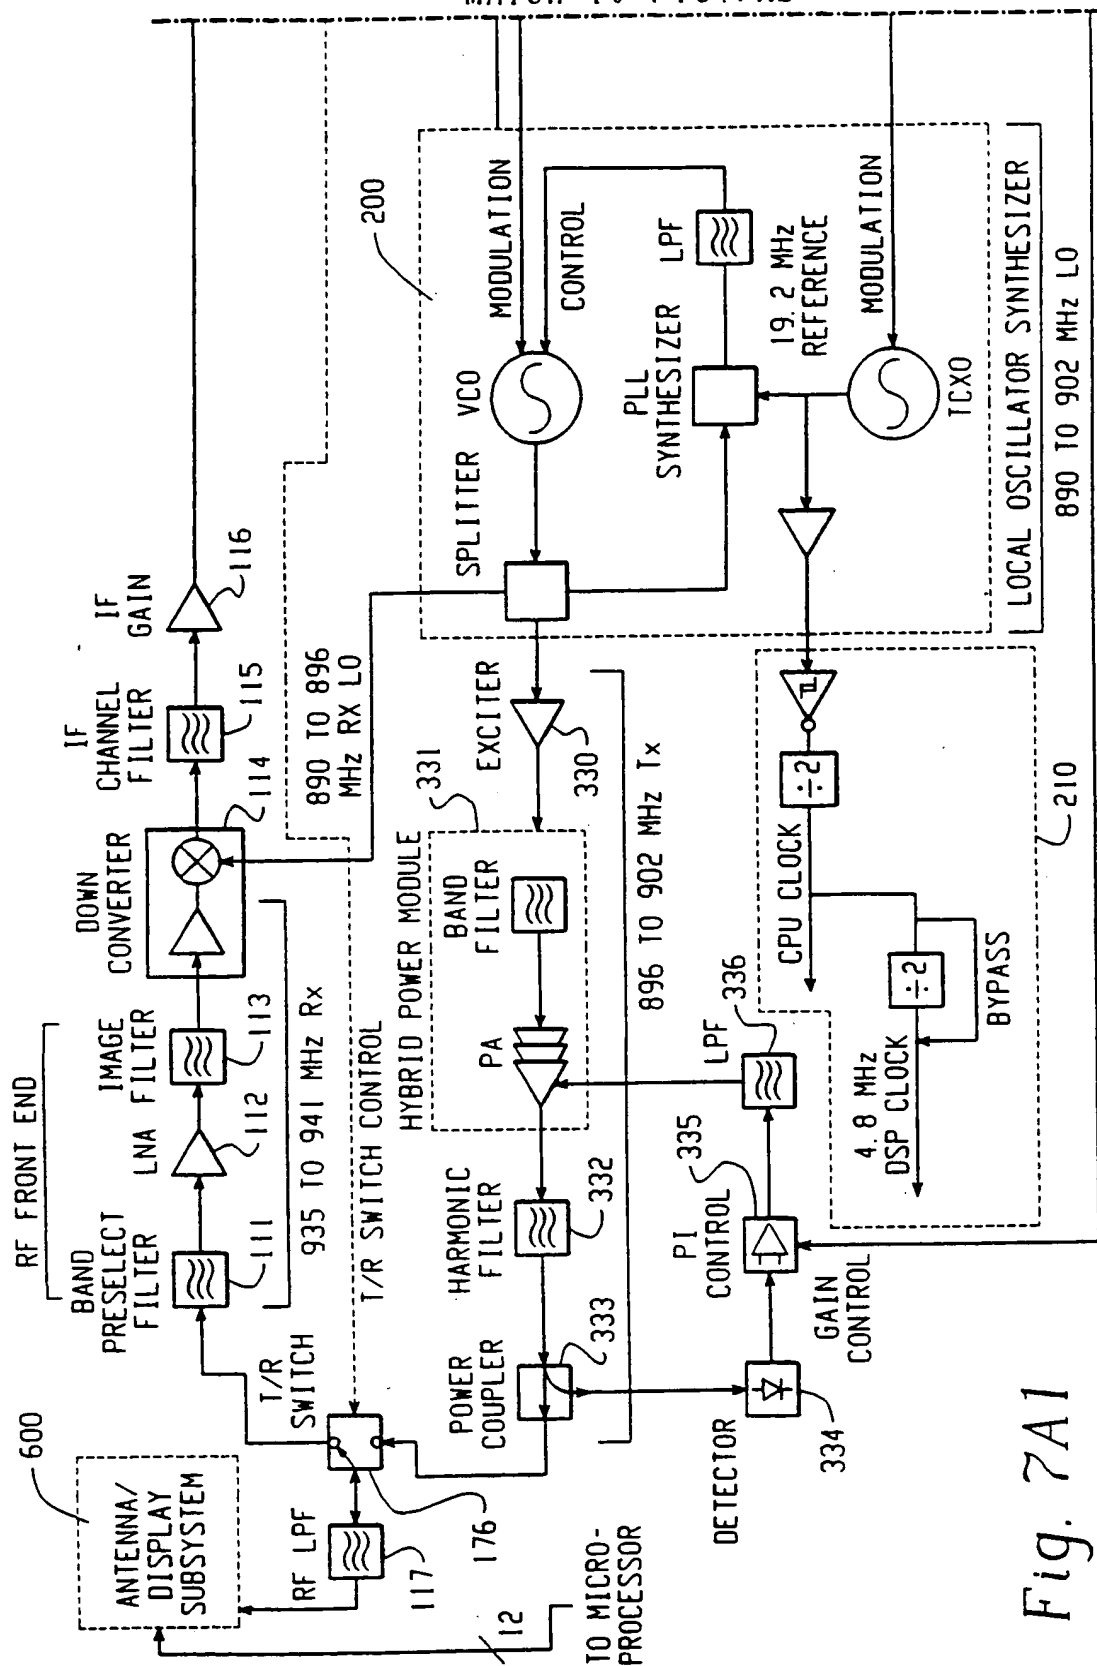 600
ANTENNA/
DISPLAY
SUBSYSTEM
RF LPF
117
176
12
TO MICRO-
PROCESSOR
T/R
SWITCH
T/R SWITCH CONTROL
RF FRONT END
BAND
PRESELECT
FILTER
111
LNA
112
IMAGE
FILTER
113
935 TO 941 MHz Rx
DOWN
CONVERTER
114
IF
CHANNEL
FILTER
115
IF
GAIN
116
890 TO 896
MHz RX LO
POWER
COUPLER
333
HARMONIC
FILTER
332
HYBRID POWER MODULE
331
PA
BAND
FILTER
EXCITER
330
896 TO 902 MHz Tx
DETECTOR
334
PI
CONTROL
335
GAIN
CONTROL
LPF
336
200
SPLITTER
VCO
MODULATION
CONTROL
PLL
SYNTHESIZER
LPF
19.2 MHz
REFERENCE
TCXO
MODULATION
LOCAL OSCILLATOR SYNTHESIZER
890 TO 902 MHz LO
÷2
CPU CLOCK
÷2
BYPASS
4.8 MHz
DSP CLOCK
210
Fig. 7A1